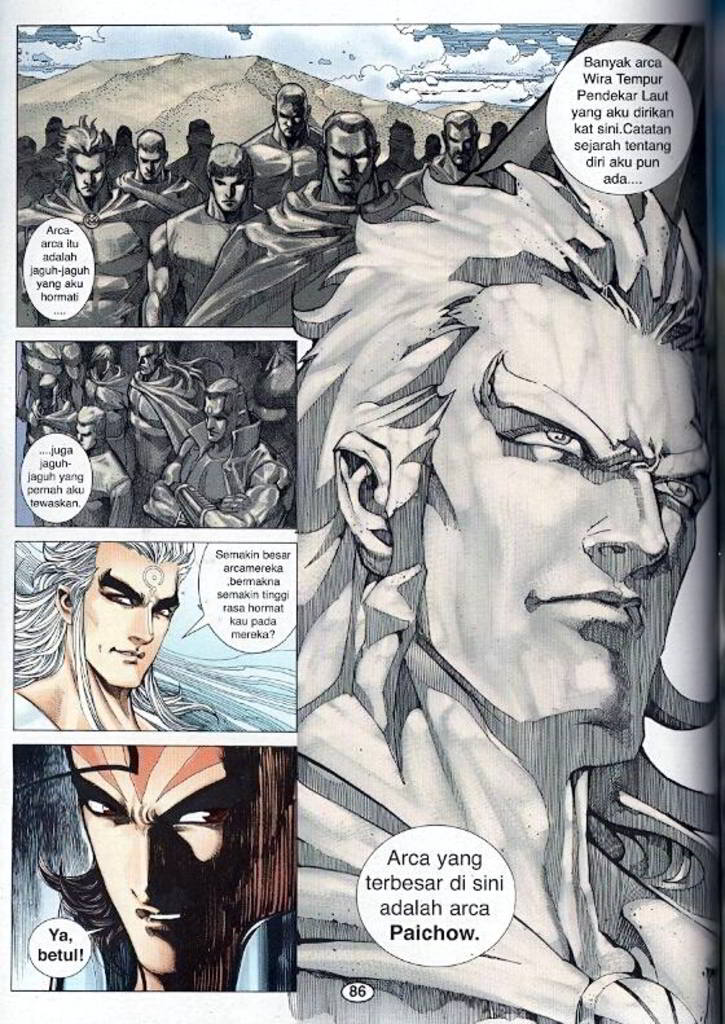 Banyak arca
Wira Tempur
Pendekar Laut
yang aku dirikan
kat sini.Catatan
sejarah tentang
diri aku pun
ada....
Arca-
arca itu
adalah
jaguh-jaguh
yang aku
hormati
....
....juga
jaguh-
jaguh yang
pernah aku
tewaskan.
Semakin besar
arcamereka
,bermakna
semakin tinggi
rasa hormat
kau pada
mereka?
Ya,
betul!
Arca yang
terbesar di sini
adalah arca
Paichow.
86